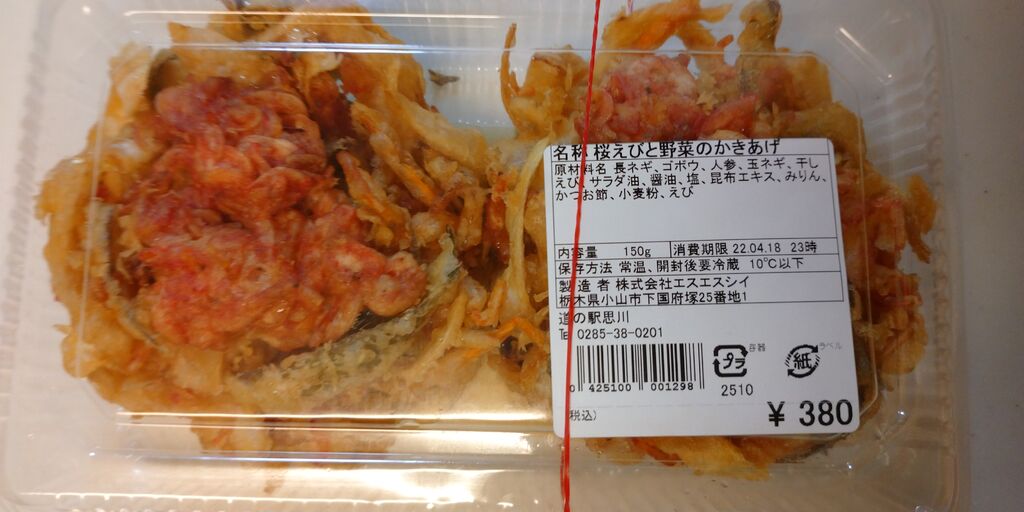 名称 桜えびと野菜のかきあげ
原材料名 長ネギ、ゴボウ、人参、玉ネギ、干し
えび、サラダ油、醤油、塩、昆布エキス、みりん、
かつお節、小麦粉、えび
内容量 150g 消費期限 22.04.18 23時
保存方法 常温、開封後要冷蔵 10℃以下
製造者 株式会社エスエスシイ
栃木県小山市下国府塚25番地1
道の駅思川
℡ 0285-38-0201
容器 ラベル
プラ 紙
0 425100 001298
2510
(税込)
¥ 380